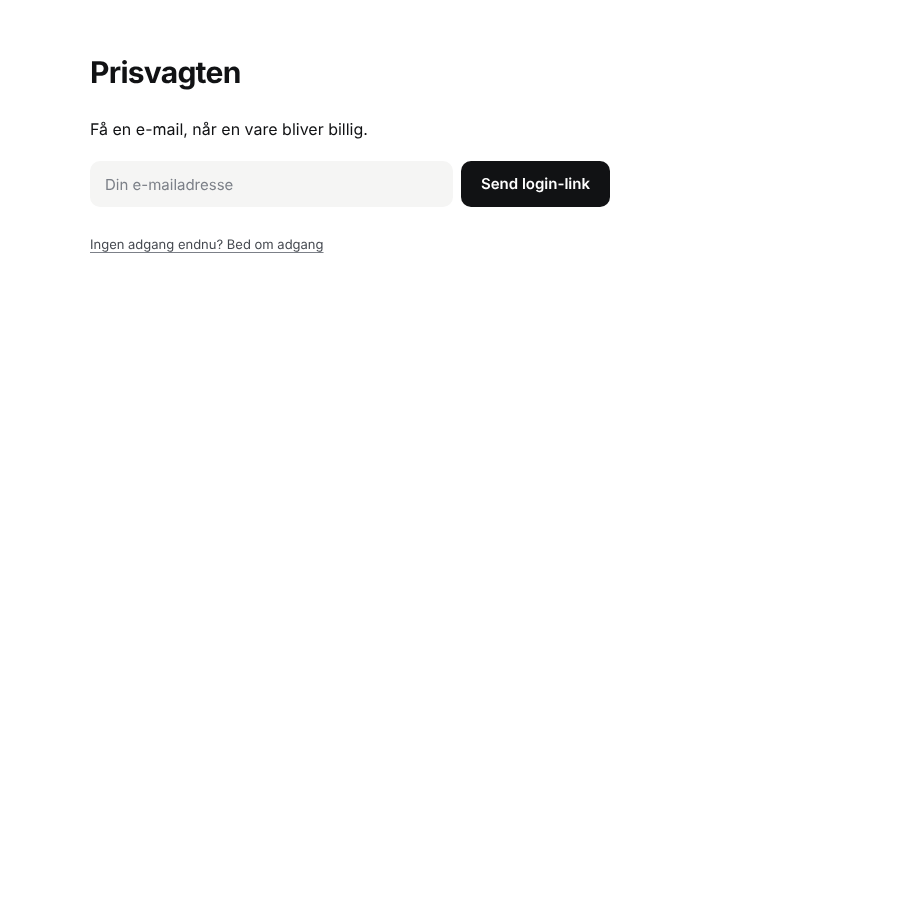 Prisvagten
Få en e-mail, når en vare bliver billig.
Din e-mailadresse
Send login-link
Ingen adgang endnu? Bed om adgang